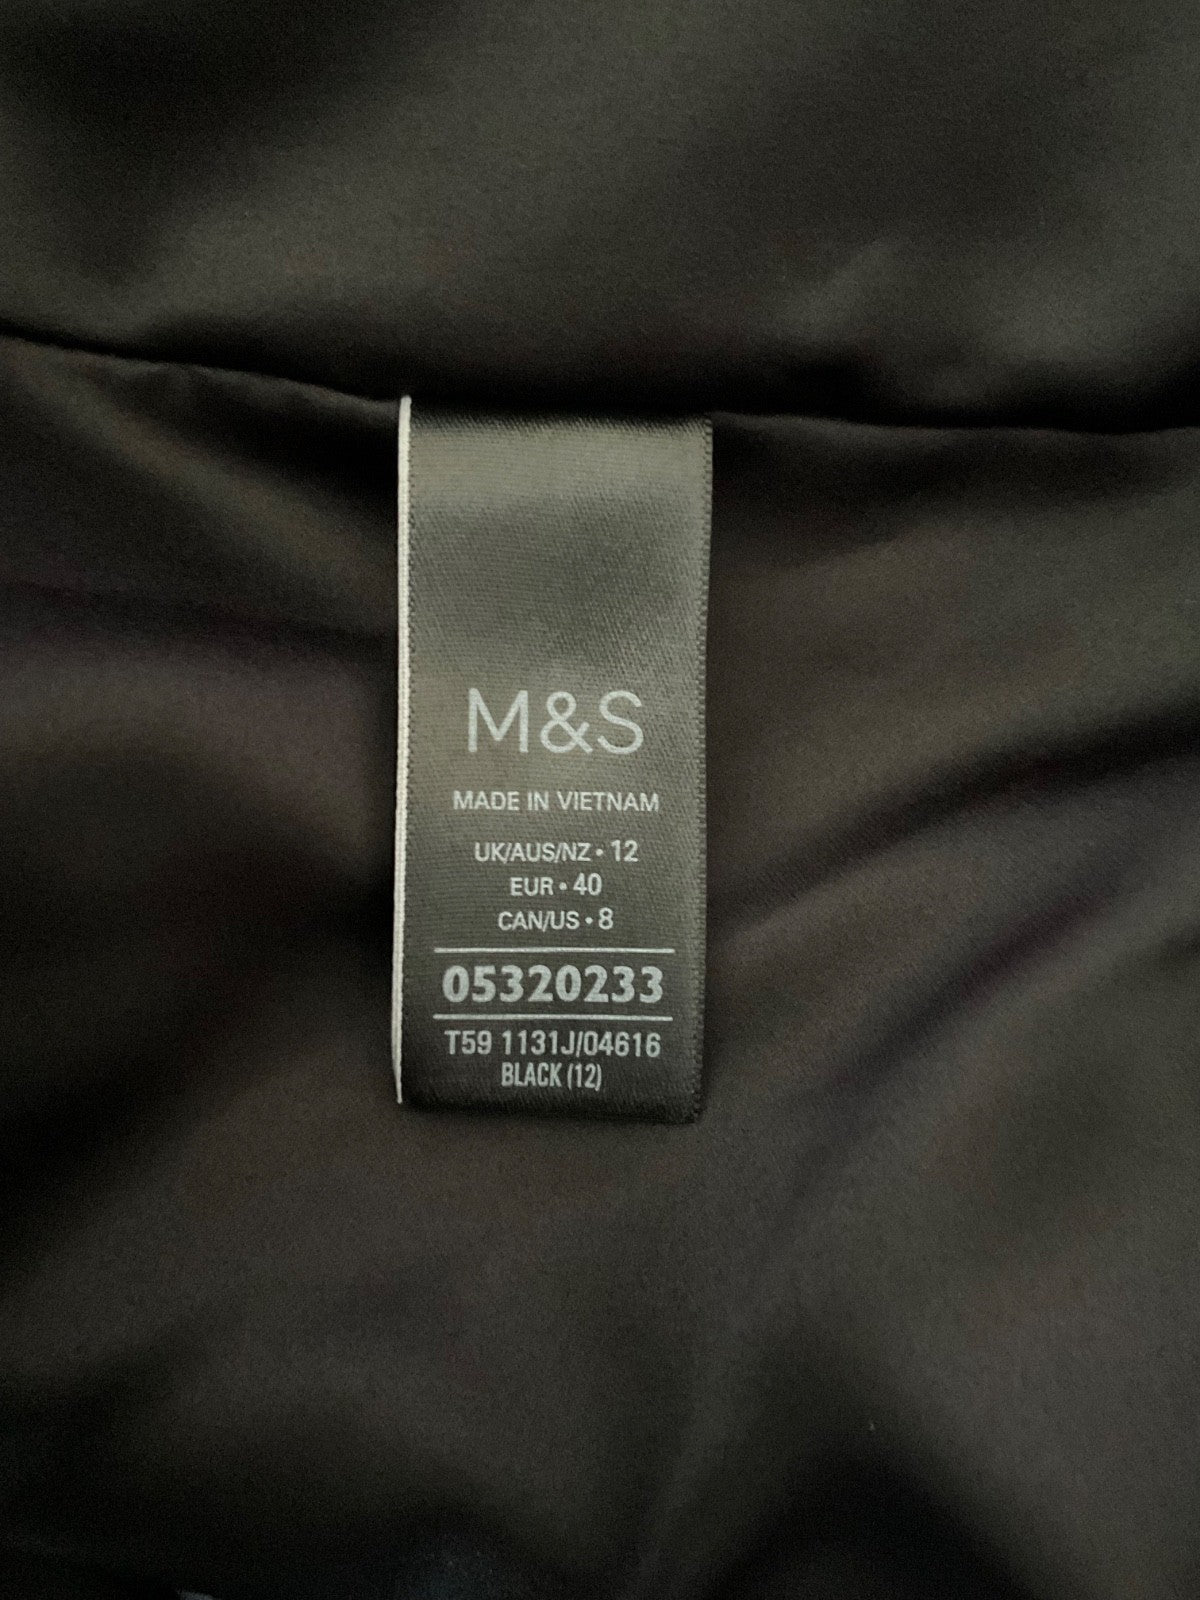 M&S
MADE IN VIETNAM
UK/AUS/NZ • 12
EUR • 40
CAN/US • 8
05320233
T59 1131J/04616
BLACK (12)